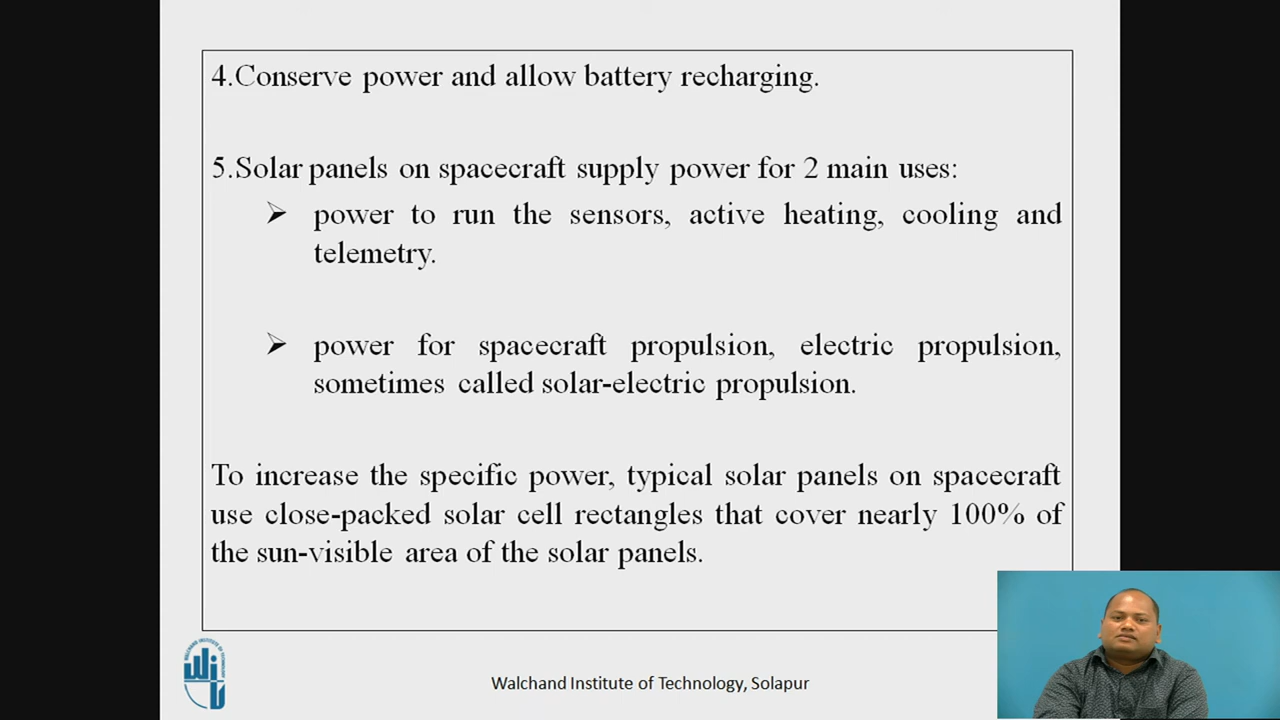 4.Conserve power and allow battery recharging.
5.Solar panels on spacecraft supply power for 2 main uses:
➢ power to run the sensors, active heating, cooling and
telemetry.
➢ power for spacecraft propulsion, electric propulsion,
sometimes called solar-electric propulsion.
To increase the specific power, typical solar panels on spacecraft
use close-packed solar cell rectangles that cover nearly 100% of
the sun-visible area of the solar panels.
Walchand Institute of Technology, Solapur